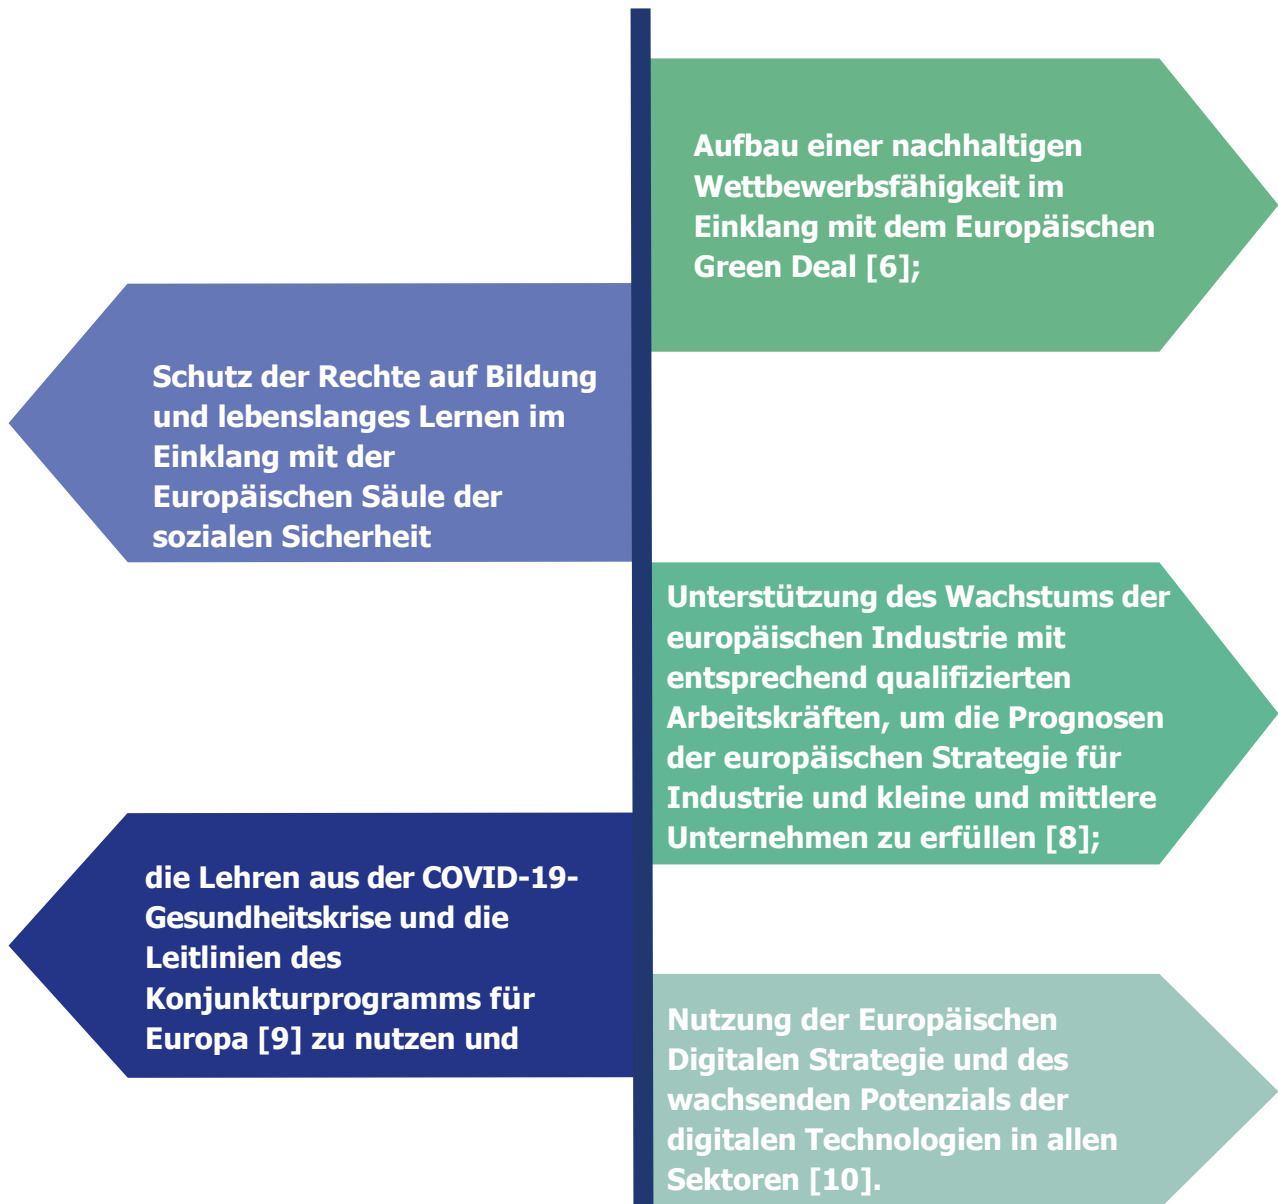 Aufbau einer nachhaltigen
Wettbewerbsfähigkeit im
Einklang mit dem Europäischen
Green Deal [6];
Schutz der Rechte auf Bildung
und lebenslanges Lernen im
Einklang mit der
Europäischen Säule der
sozialen Sicherheit
Unterstützung des Wachstums der
europäischen Industrie mit
entsprechend qualifizierten
Arbeitskräften, um die Prognosen
der europäischen Strategie für
Industrie und kleine und mittlere
Unternehmen zu erfüllen [8];
die Lehren aus der COVID-19-
Gesundheitskrise und die
Leitlinien des
Konjunkturprogramms für
Europa [9] zu nutzen und
Nutzung der Europäischen
Digitalen Strategie und des
wachsenden Potenzials der
digitalen Technologien in allen
Sektoren [10].